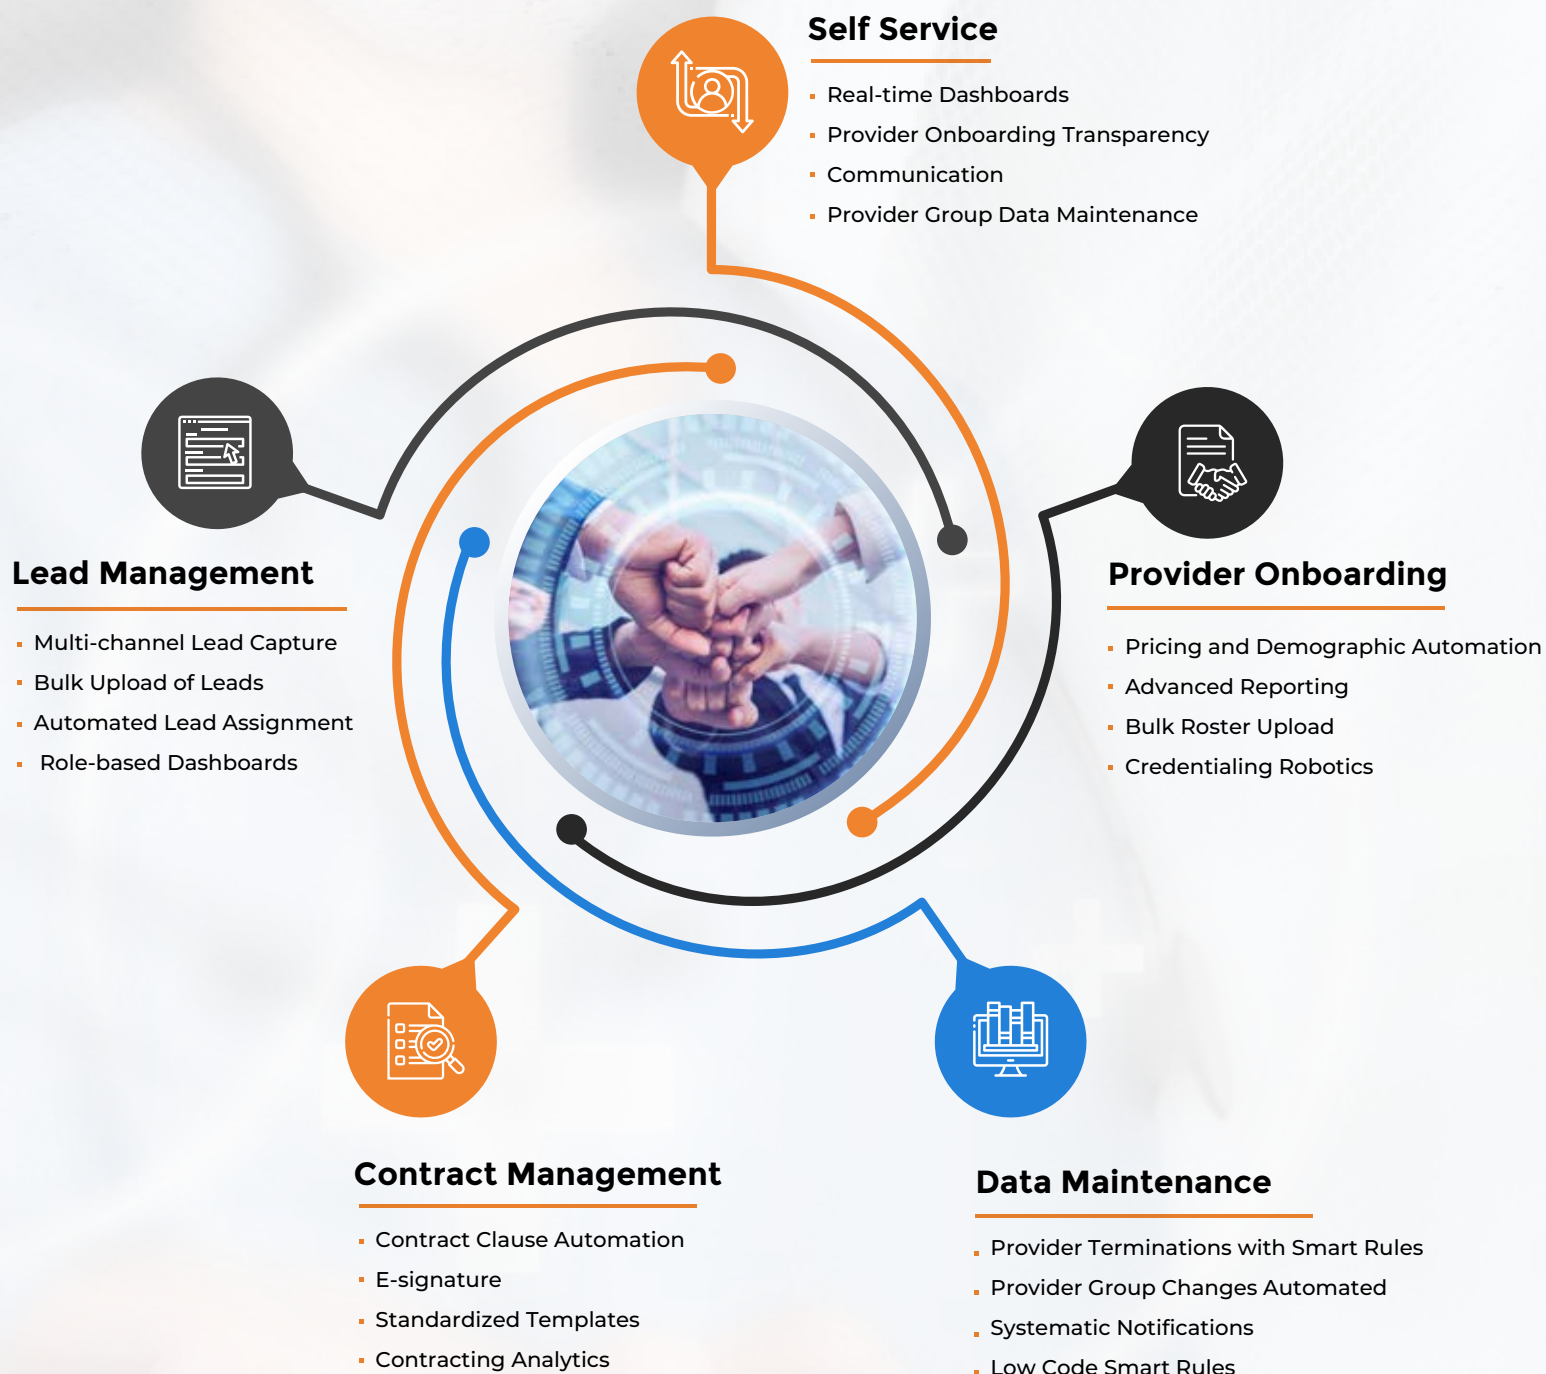 Self Service
Real-time Dashboards
Provider Onboarding Transparency
Communication
Provider Group Data Maintenance
Lead Management
Multi-channel Lead Capture
Bulk Upload of Leads
Automated Lead Assignment
Role-based Dashboards
Provider Onboarding
Pricing and Demographic Automation
Advanced Reporting
Bulk Roster Upload
Credentialing Robotics
Contract Management
Contract Clause Automation
E-signature
Standardized Templates
Contracting Analytics
Data Maintenance
Provider Terminations with Smart Rules
Provider Group Changes Automated
Systematic Notifications
Low Code Smart Rules